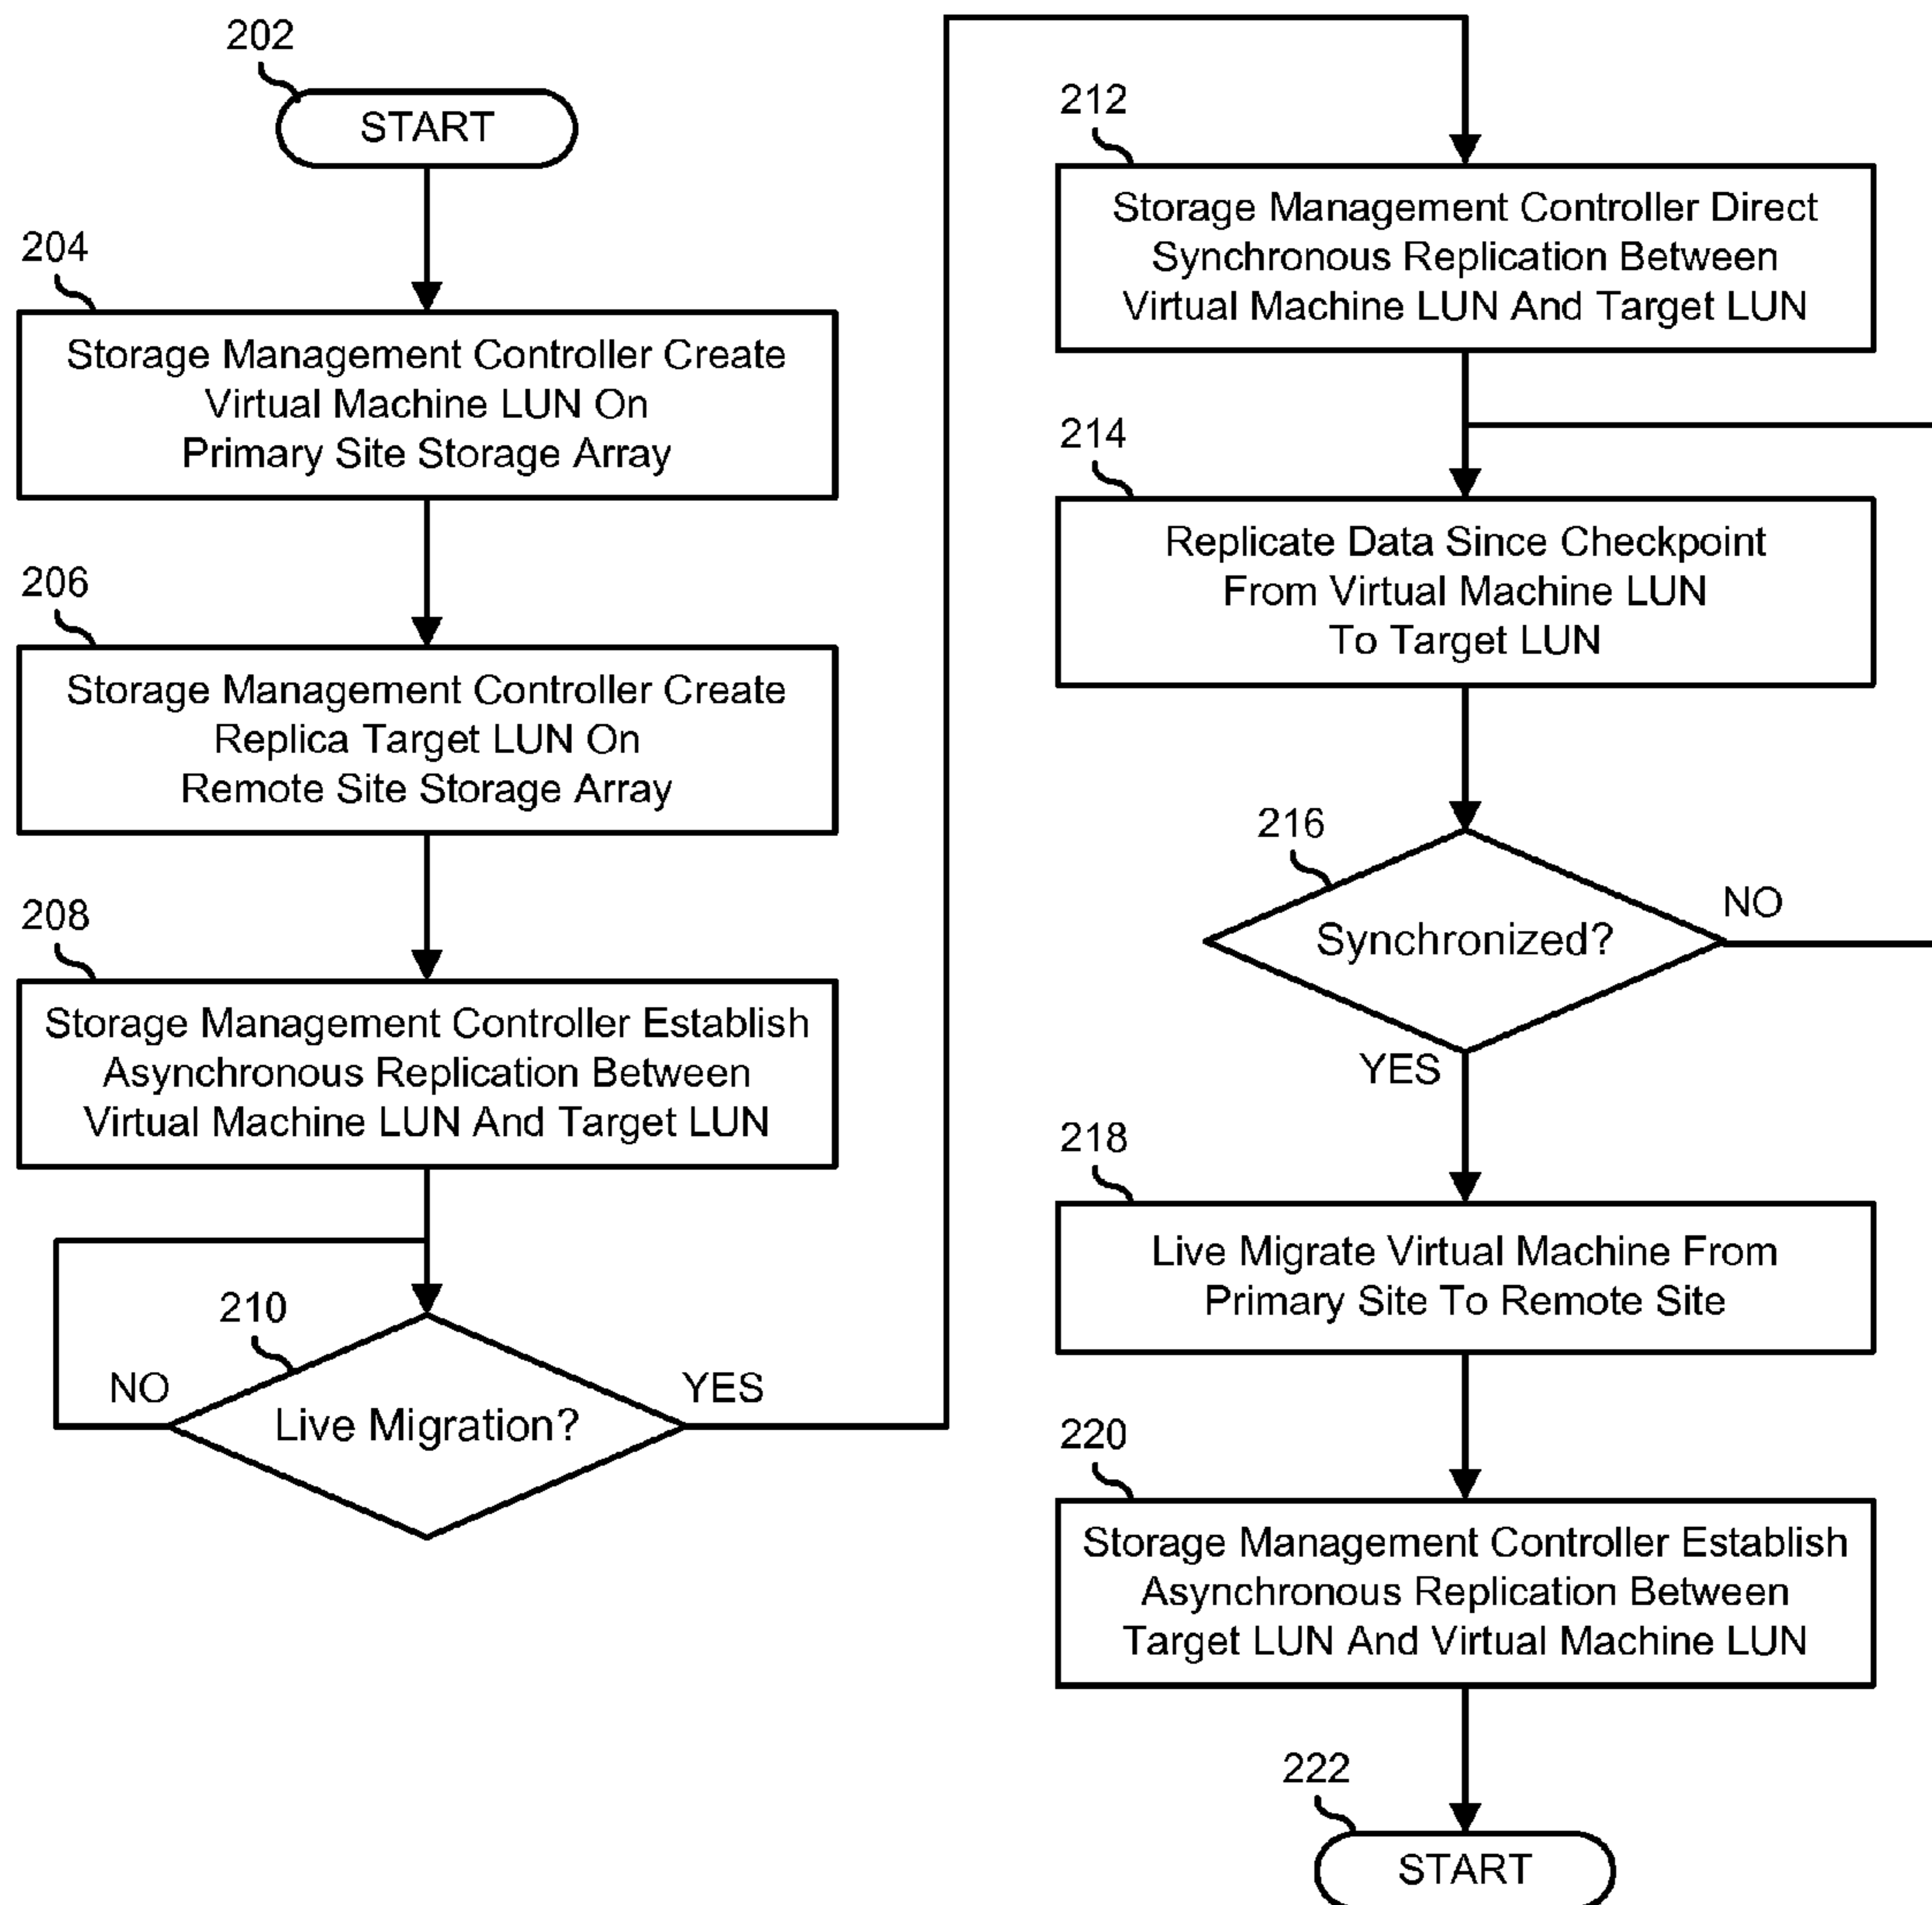 202
START
204
Storage Management Controller Create
Virtual Machine LUN On
Primary Site Storage Array
206
Storage Management Controller Create
Replica Target LUN On
Remote Site Storage Array
208
Storage Management Controller Establish
Asynchronous Replication Between
Virtual Machine LUN And Target LUN
210
NO
YES
Live Migration?
212
Storage Management Controller Direct
Synchronous Replication Between
Virtual Machine LUN And Target LUN
214
Replicate Data Since Checkpoint
From Virtual Machine LUN
To Target LUN
216
NO
Synchronized?
YES
218
Live Migrate Virtual Machine From
Primary Site To Remote Site
220
Storage Management Controller Establish
Asynchronous Replication Between
Target LUN And Virtual Machine LUN
222
START